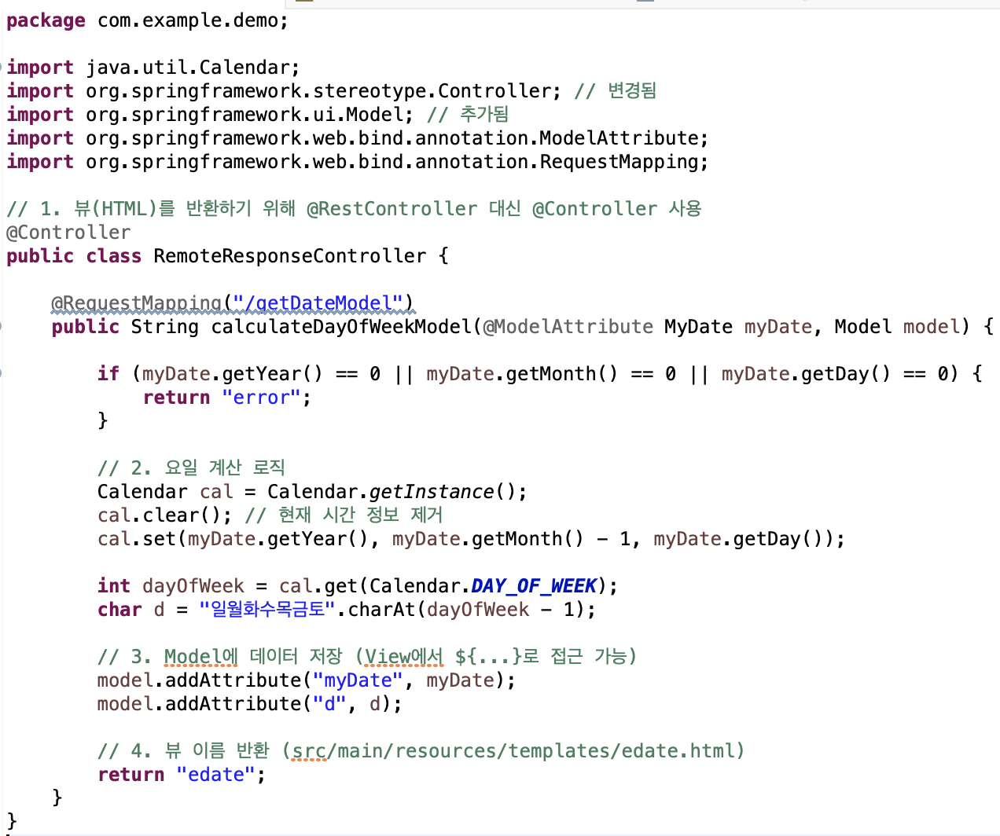 package com.example.demo;
import java.util.Calendar;
import org.springframework.stereotype.Controller; // 변경됨
import org.springframework.ui.Model; // 추가됨
import org.springframework.web.bind.annotation.ModelAttribute;
import org.springframework.web.bind.annotation.RequestMapping;
// 1. 뷰(HTML)를 반환하기 위해 @RestController 대신 @Controller 사용
@Controller
public class RemoteResponseController {
@RequestMapping("/getDateModel")
public String calculateDayOfWeekModel(@ModelAttribute MyDate myDate, Model model) {
if (myDate.getYear() == 0 || myDate.getMonth() == 0 || myDate.getDay() == 0) {
return "error";
}
// 2. 요일 계산 로직
Calendar cal = Calendar.getInstance();
cal.clear(); // 현재 시간 정보 제거
cal.set(myDate.getYear(), myDate.getMonth() - 1, myDate.getDay());
int dayOfWeek = cal.get(Calendar.DAY_OF_WEEK);
char d = "일월화수목금토".charAt(dayOfWeek - 1);
// 3. Model에 데이터 저장 (View에서 ${...}로 접근 가능)
model.addAttribute("myDate", myDate);
model.addAttribute("d", d);
// 4. 뷰 이름 반환 (src/main/resources/templates/edate.html)
return "edate";
}
}